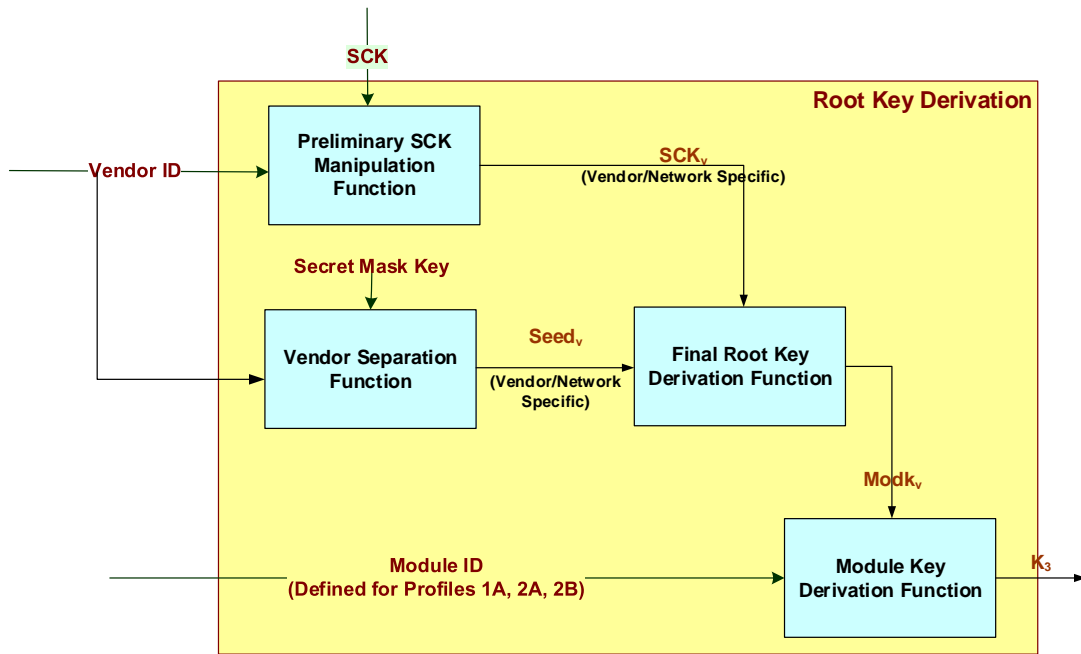 SCK
Root Key Derivation
Preliminary SCK
Manipulation
Function
Vendor ID
SCKᵥ
(Vendor/Network Specific)
Secret Mask Key
Vendor Separation
Function
Seedᵥ
(Vendor/Network
Specific)
Final Root Key
Derivation Function
Modkᵥ
Module ID
(Defined for Profiles 1A, 2A, 2B)
Module Key
Derivation Function
K₃